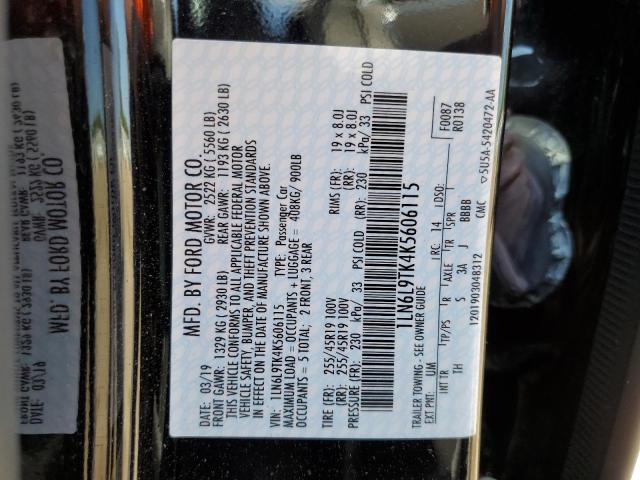 MFD. BY FORD MOTOR CO.
DATE: 03/19 GVWR: 2522 KG ( 5560 LB)
FRONT GAWR: 1329 KG ( 2930 LB) REAR GAWR: 1193 KG ( 2630 LB)
THIS VEHICLE CONFORMS TO ALL APPLICABLE FEDERAL MOTOR
VEHICLE SAFETY, BUMPER, AND THEFT PREVENTION STANDARDS
IN EFFECT ON THE DATE OF MANUFACTURE SHOWN ABOVE.
VIN: 1LN6L9TK4K5606115 TYPE: Passenger Car
MAXIMUM LOAD = OCCUPANTS + LUGGAGE = 408KG/ 900LB
OCCUPANTS = 5 TOTAL; 2 FRONT, 3 REAR
TIRE (FR): 255/45R19 100V RIMS (FR): 19 x 8.0J
(RR): 255/45R19 100V (RR): 19 x 8.0J
PRESSURE (FR): 230 kPa/ 33 PSI COLD (RR): 230 kPa/ 33 PSI COLD
1LN6L9TK4K5606115
TRAILER TOWING - SEE OWNER GUIDE
F0087
R0138
EXT PNT: UM RC: 14 DSO:
INT TR TP/PS R AXLE TR SPR
TH S 3A J BBBB
1201903048312 CMC
5U5A-5420472-AA
MFD. BY FORD MOTOR CO.